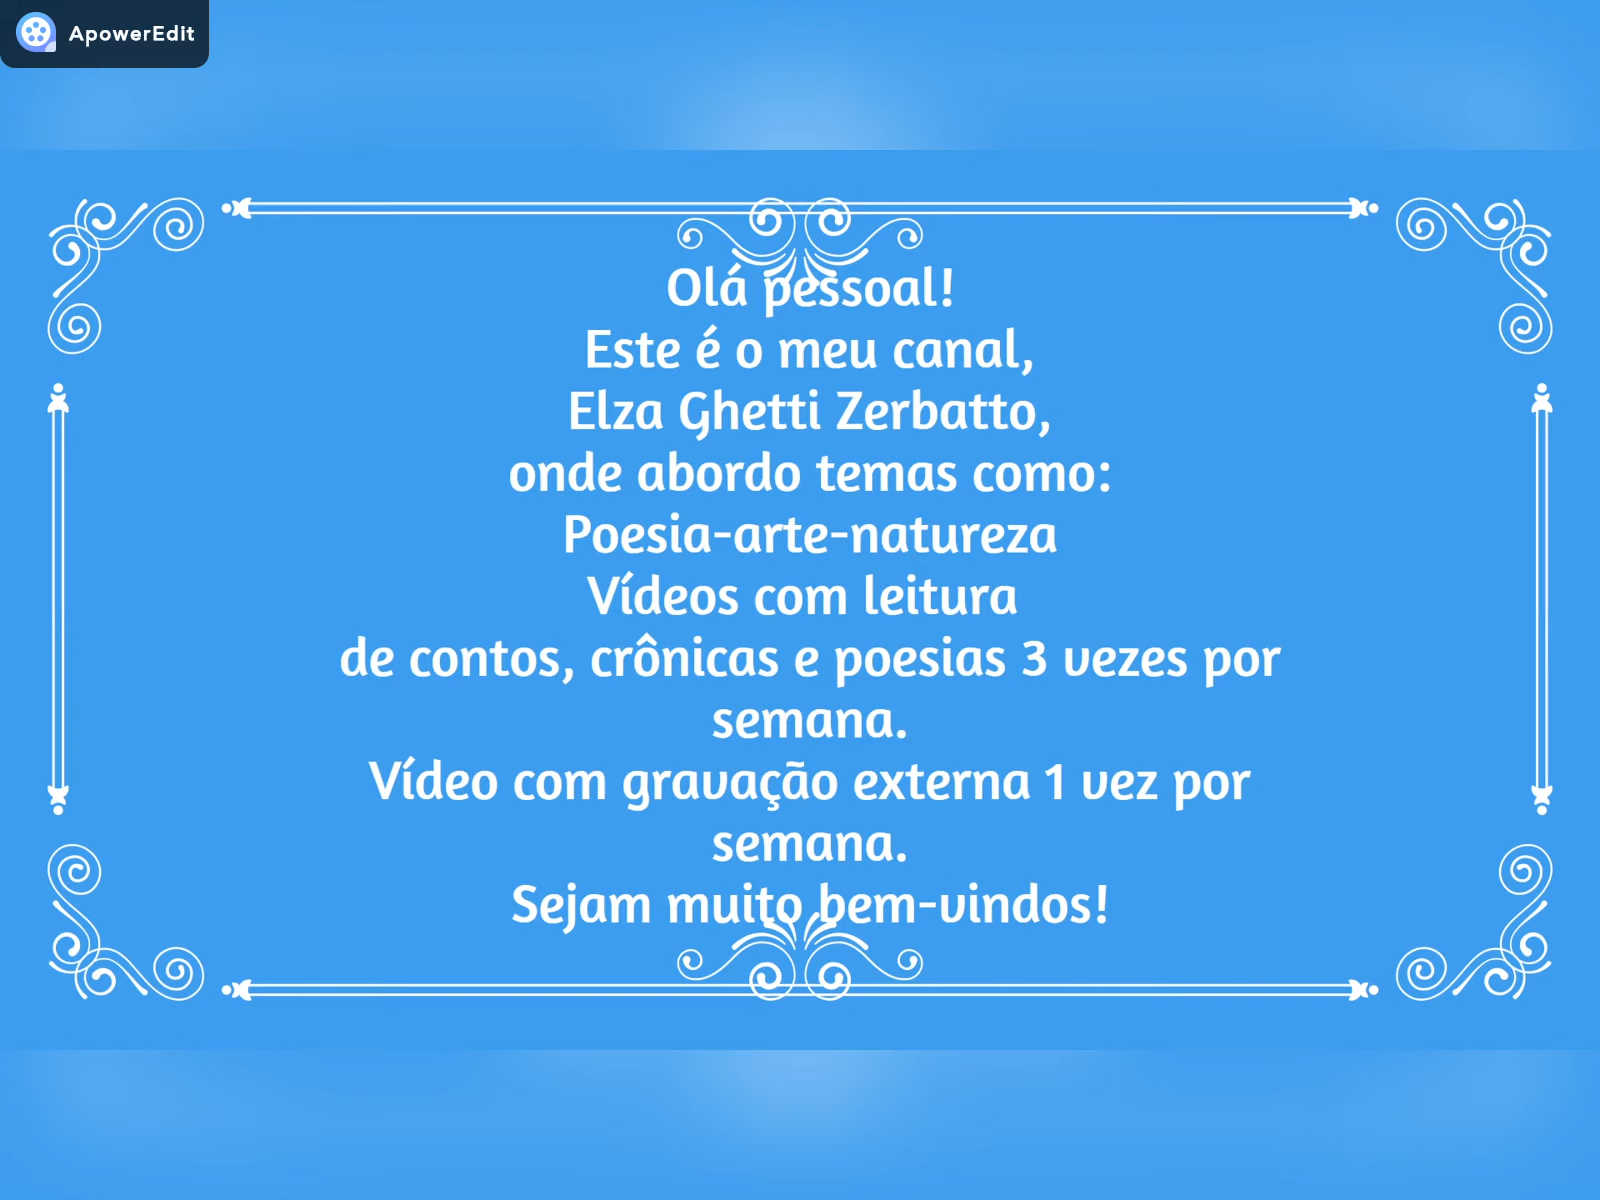 ApowerEdit
Olá pessoal!
Este é o meu canal,
Elza Ghetti Zerbatto,
onde abordo temas como:
Poesia-arte-natureza
Vídeos com leitura
de contos, crônicas e poesias 3 vezes por
semana.
Vídeo com gravação externa 1 vez por
semana.
Sejam muito bem-vindos!